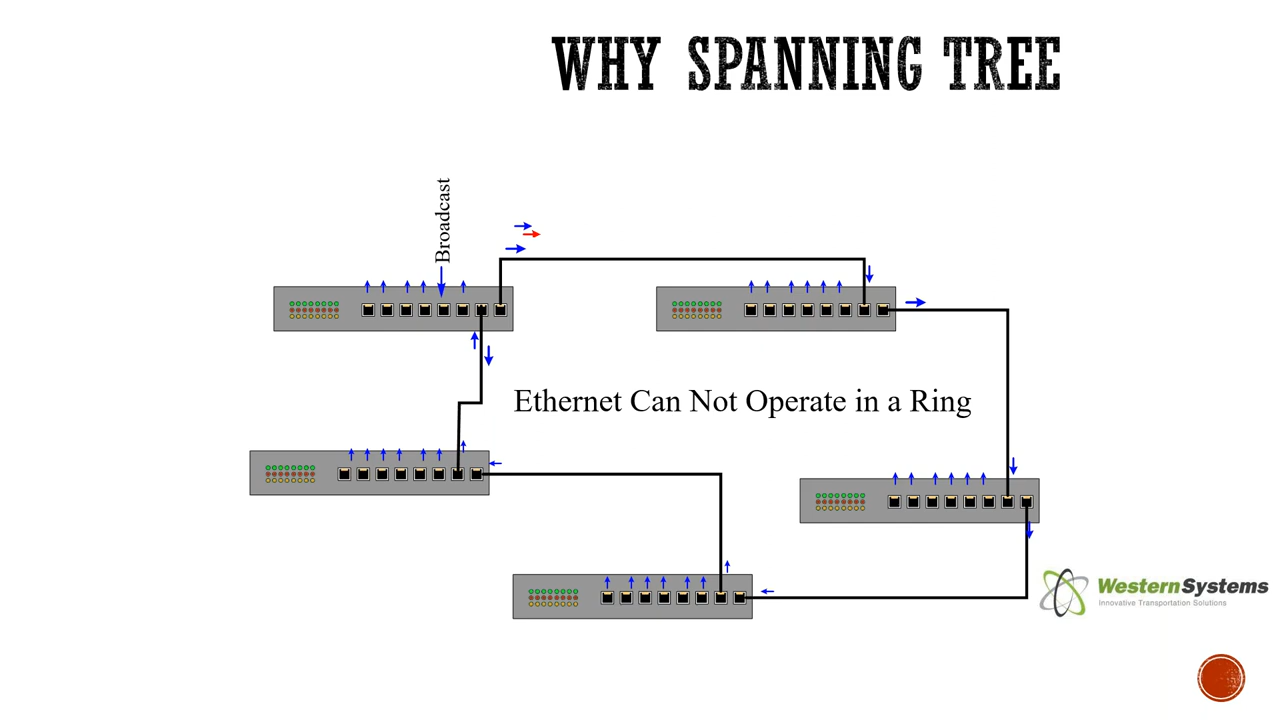 WHY SPANNING TREE
Broadcast
Ethernet Can Not Operate in a Ring
WesternSystems
Innovative Transportation Solutions